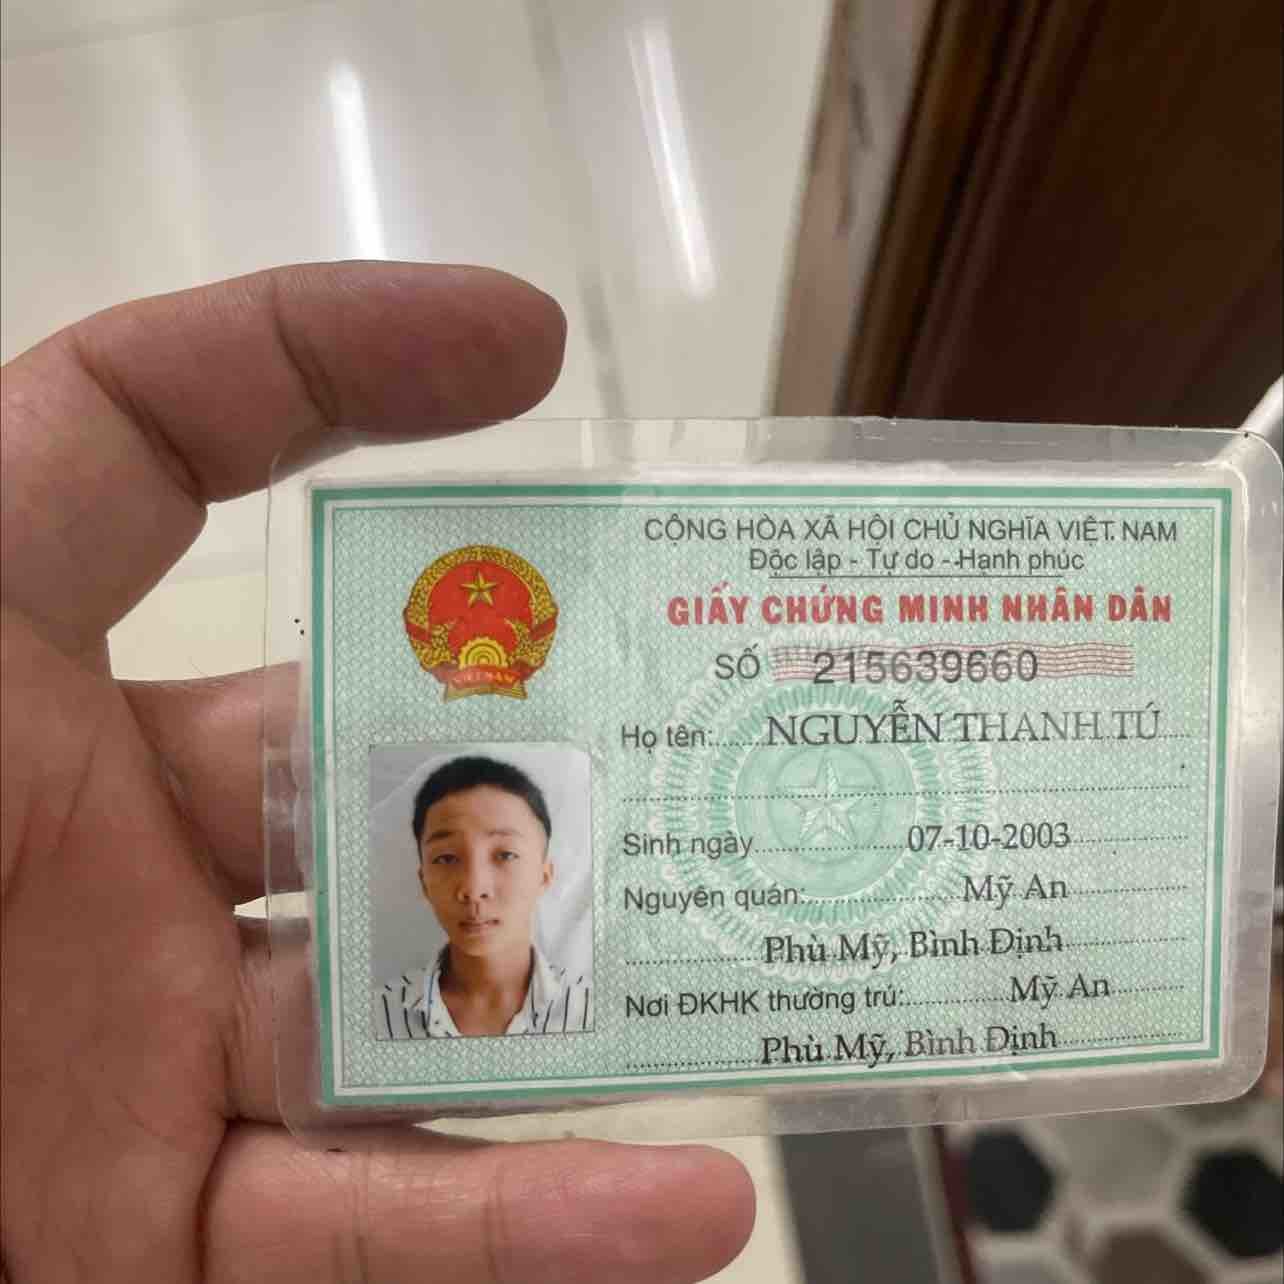 CỘNG HÒA XÃ HỘI CHỦ NGHĨA VIỆT NAM
Độc lập - Tự do - Hạnh phúc
GIẤY CHỨNG MINH NHÂN DÂN
SỐ 215639660
VIỆT NAM
Họ tên: NGUYỄN THANH TÚ
Sinh ngày 07-10-2003
Nguyên quán: Mỹ An
Phù Mỹ, Bình Định
Nơi ĐKHK thường trú: Mỹ An
Phù Mỹ, Bình Định